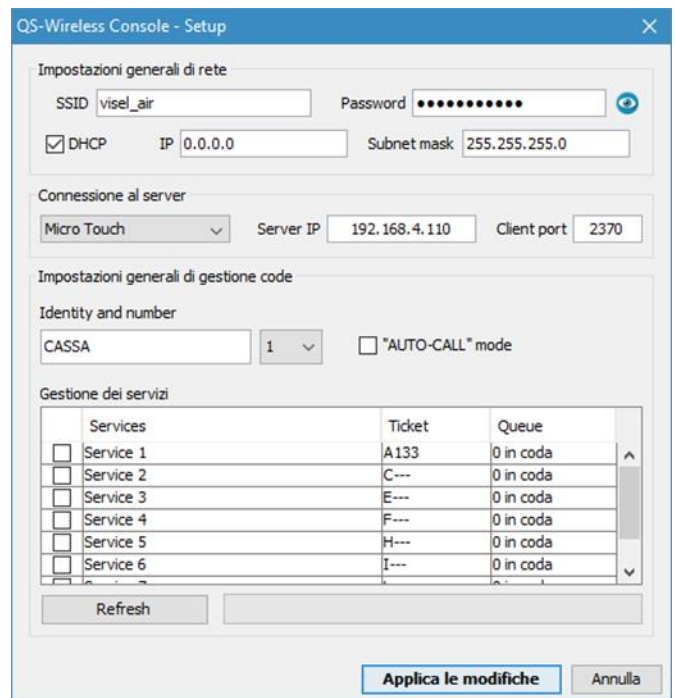 QS-Wireless Console - Setup
Impostazioni generali di rete
SSID visel_air Password ●●●●●●●●●●●
DHCP IP 0.0.0.0 Subnet mask 255.255.255.0
Connessione al server
Micro Touch Server IP 192.168.4.110 Client port 2370
Impostazioni generali di gestione code
Identity and number
CASSA 1 "AUTO-CALL" mode
Gestione dei servizi
Services Ticket Queue
Service 1 A133 0 in coda
Service 2 C--- 0 in coda
Service 3 E--- 0 in coda
Service 4 F--- 0 in coda
Service 5 H--- 0 in coda
Service 6 I--- 0 in coda
Refresh
Applica le modifiche Annulla